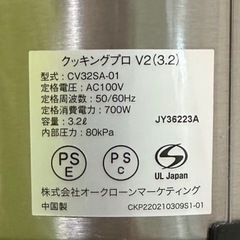 クッキングプロ V2(3.2)
型式：CV32SA-01
定格電圧：AC100V
定格周波数：50/60Hz
定格消費電力：700W
容量：3.2ℓ
内部圧力：80kPa
JY36223A
PS
E
PS
C
UL Japan
株式会社オークローンマーケティング
中国製
CKP220210309S1-01